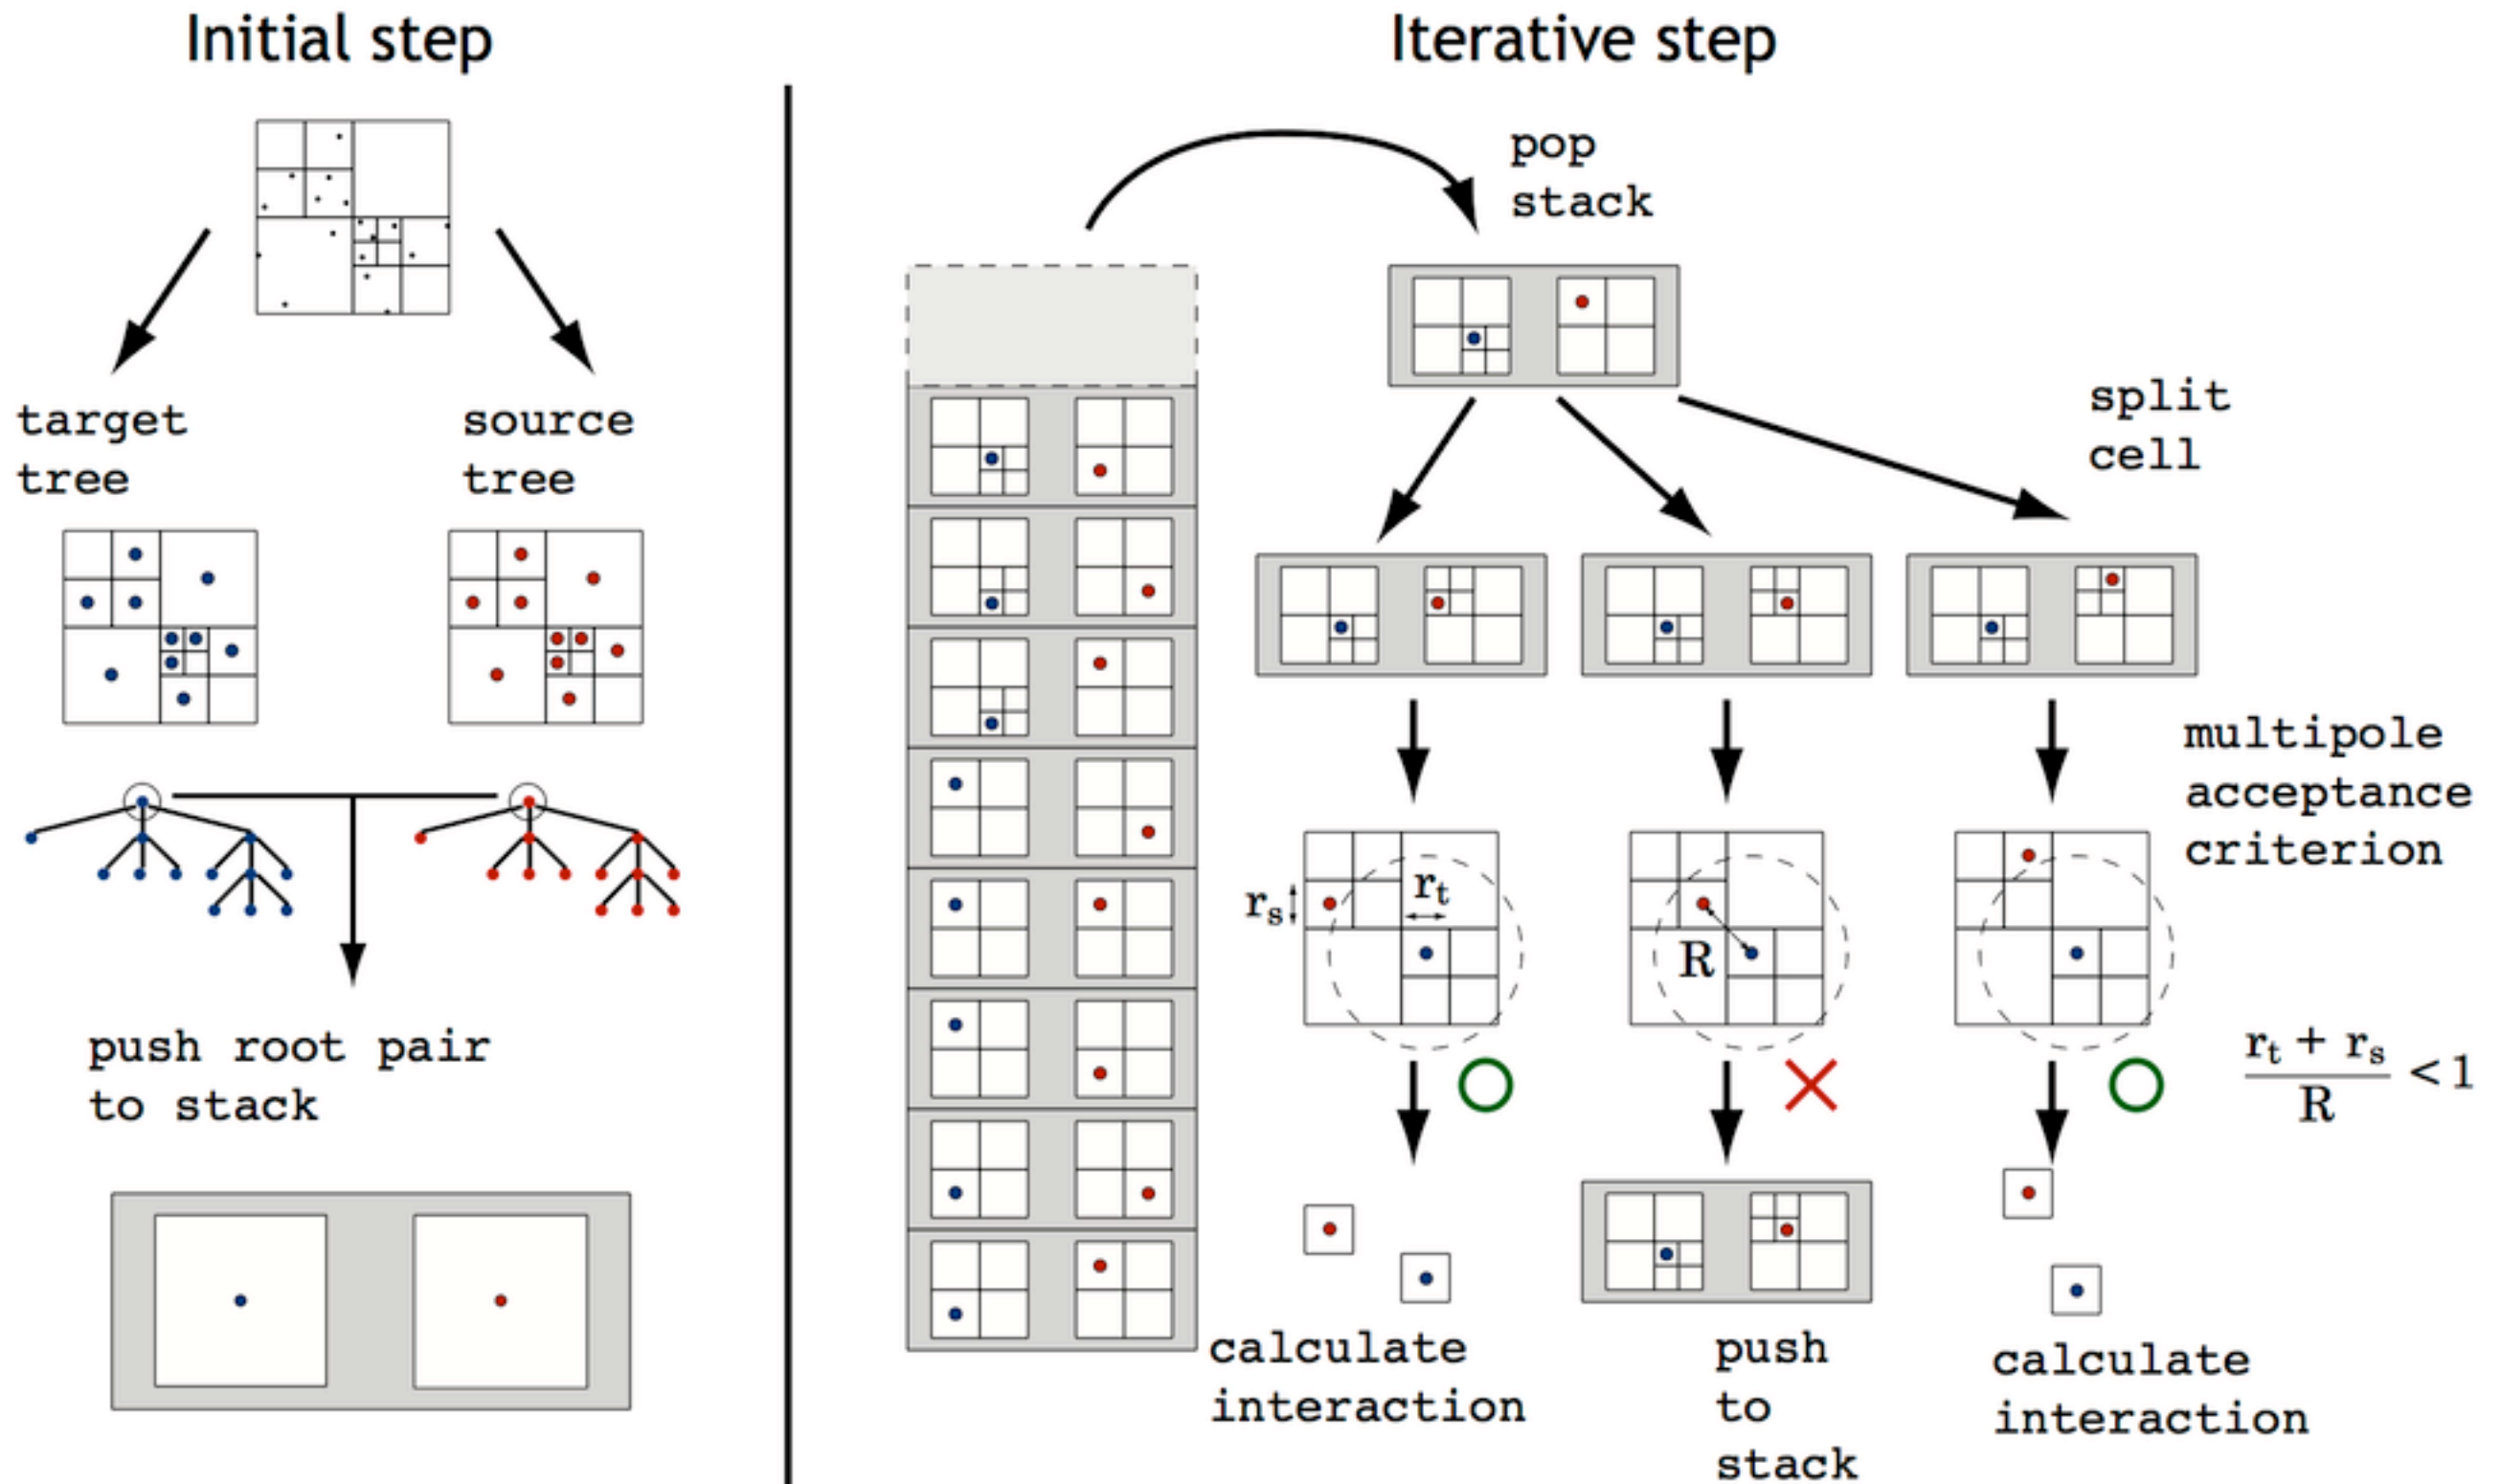 Initial step
target
tree
source
tree
push root pair
to stack
Iterative step
pop
stack
split
cell
multipole
acceptance
criterion
rₛ
rₜ
R
rₜ + rₛ
R
< 1
calculate
interaction
push
to
stack
calculate
interaction